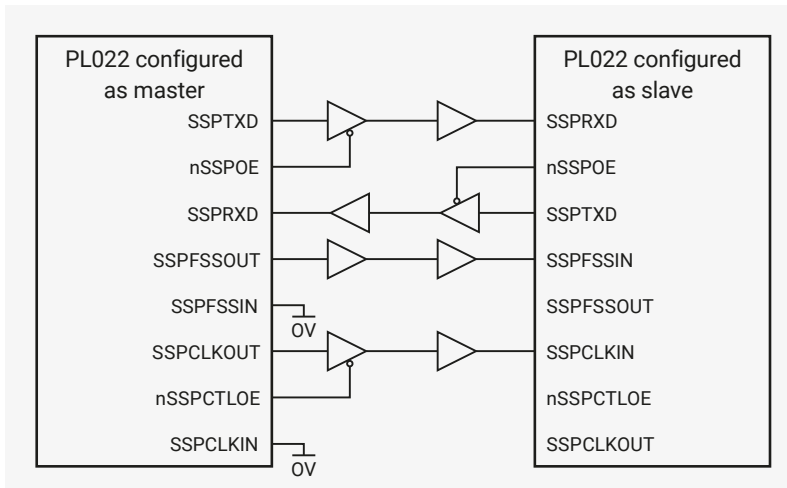 PL022 configured
as master
SSPTXD
nSSPOE
SSPRXD
SSPFSSOUT
SSPFSSIN
0V
SSPCLKOUT
nSSPCTLOE
SSPCLKIN
0V
PL022 configured
as slave
SSPRXD
nSSPOE
SSPTXD
SSPFSSIN
SSPFSSOUT
SSPCLKIN
nSSPCTLOE
SSPCLKOUT